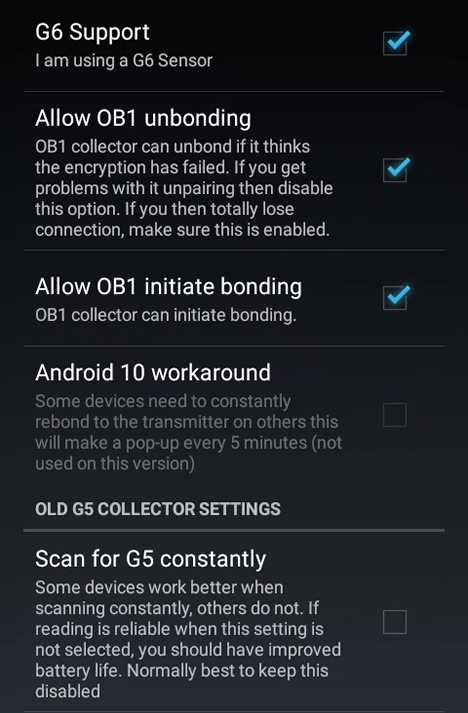 G6 Support
I am using a G6 Sensor
Allow OB1 unbonding
OB1 collector can unbond if it thinks
the encryption has failed. If you get
problems with it unpairing then disable
this option. If you then totally lose
connection, make sure this is enabled.
Allow OB1 initiate bonding
OB1 collector can initiate bonding.
Android 10 workaround
Some devices need to constantly
rebond to the transmitter on others this
will make a pop-up every 5 minutes (not
used on this version)
OLD G5 COLLECTOR SETTINGS
Scan for G5 constantly
Some devices work better when
scanning constantly, others do not. If
reading is reliable when this setting is
not selected, you should have improved
battery life. Normally best to keep this
disabled